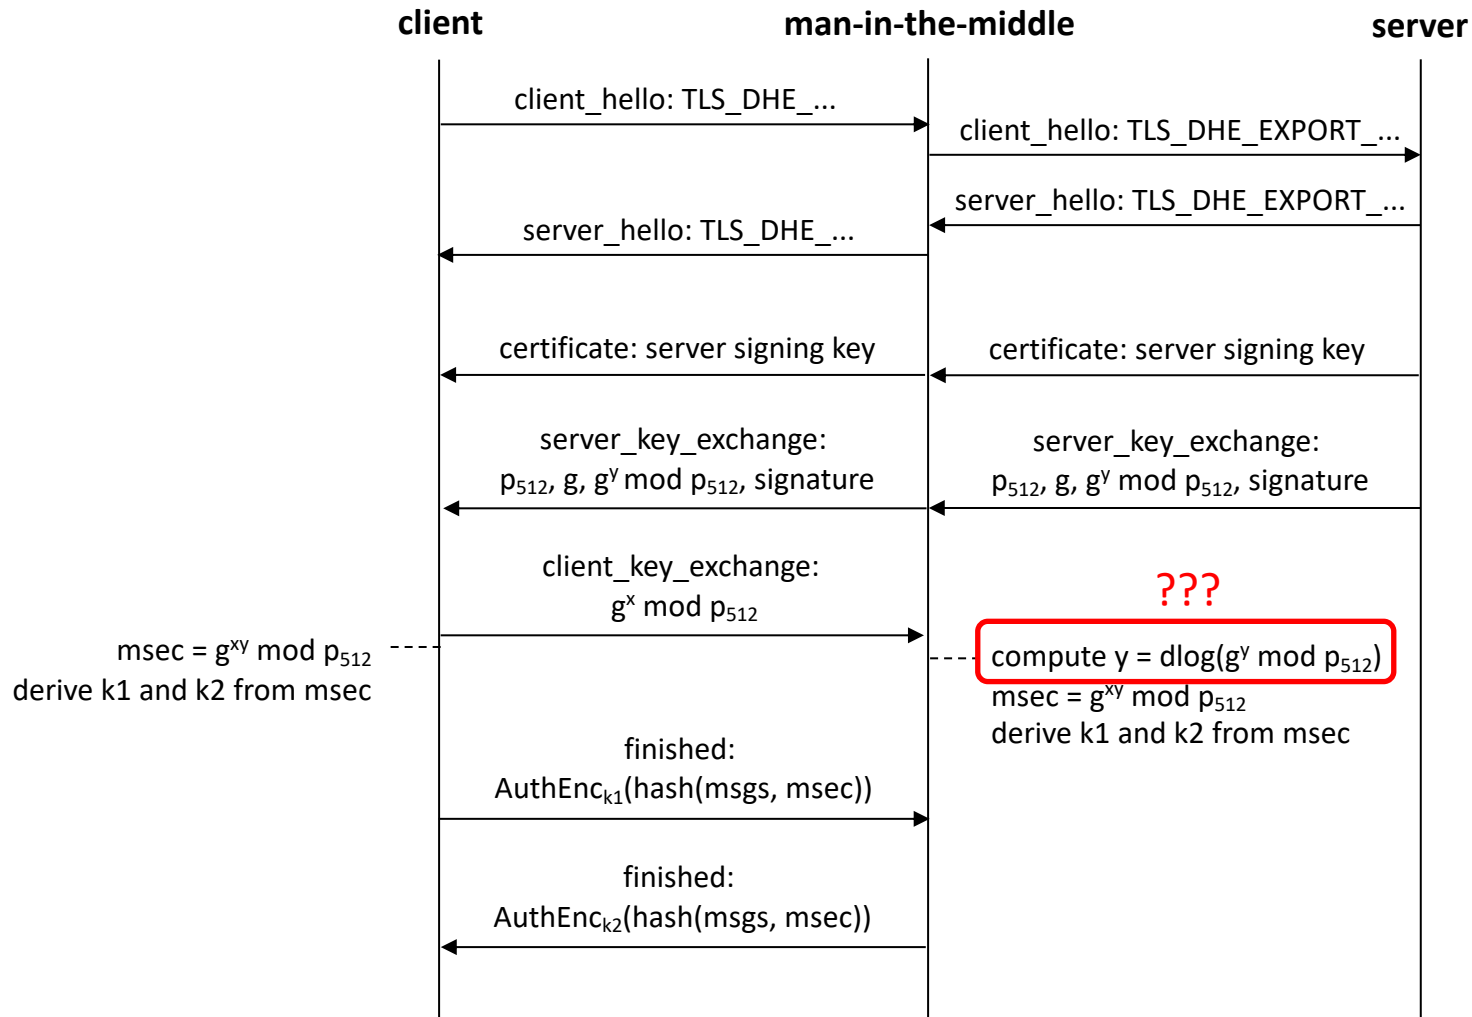 client
man-in-the-middle
server
client_hello: TLS_DHE_...
client_hello: TLS_DHE_EXPORT_...
server_hello: TLS_DHE_EXPORT_...
server_hello: TLS_DHE_...
certificate: server signing key
certificate: server signing key
server_key_exchange:
p₅₁₂, g, gʸ mod p₅₁₂, signature
server_key_exchange:
p₅₁₂, g, gʸ mod p₅₁₂, signature
client_key_exchange:
gˣ mod p₅₁₂
???
msec = gˣʸ mod p₅₁₂
derive k1 and k2 from msec
compute y = dlog(gʸ mod p₅₁₂)
msec = gˣʸ mod p₅₁₂
derive k1 and k2 from msec
finished:
AuthEncₖ₁(hash(msgs, msec))
finished:
AuthEncₖ₂(hash(msgs, msec))